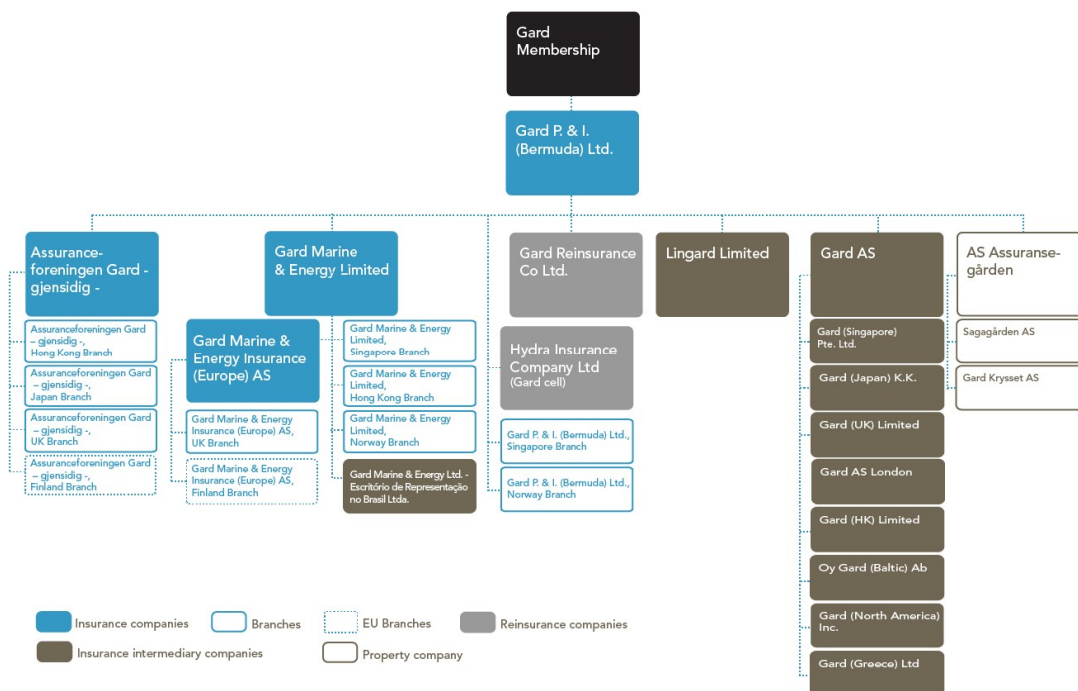 Singapore Branch
Gard
Membership
Gard P. & I.
(Bermuda) Ltd.
Assurance-
foreningen Gard -
gjensidig -
Assuranceforeningen Gard
– gjensidig -,
Hong Kong Branch
Assuranceforeningen Gard
– gjensidig -,
Japan Branch
Assuranceforeningen Gard
– gjensidig -,
UK Branch
Assuranceforeningen Gard
– gjensidig -,
Finland Branch
Gard Marine
& Energy Limited
Gard Marine &
Energy Insurance
(Europe) AS
Gard Marine & Energy
Insurance (Europe) AS,
UK Branch
Gard Marine & Energy
Insurance (Europe) AS,
Finland Branch
Gard Marine & Energy
Limited,
Singapore Branch
Gard Marine & Energy
Limited,
Hong Kong Branch
Gard Marine & Energy
Limited,
Norway Branch
Gard Marine & Energy Ltd. -
Escritório de Representação
no Brasil Ltda.
Gard Reinsurance
Co Ltd.
Hydra Insurance
Company Ltd
(Gard cell)
Gard P. & I. (Bermuda) Ltd.,
Singapore Branch
Gard P. & I. (Bermuda) Ltd.,
Norway Branch
Lingard Limited
Gard AS
Gard (Singapore)
Pte. Ltd.
Gard (Japan) K.K.
Gard (UK) Limited
Gard AS London
Gard (HK) Limited
Oy Gard (Baltic) Ab
Gard (North America)
Inc.
Gard (Greece) Ltd
AS Assuranse-
gården
Sagagården AS
Gard Krysset AS
Insurance companies
Branches
EU Branches
Reinsurance companies
Insurance intermediary companies
Property company